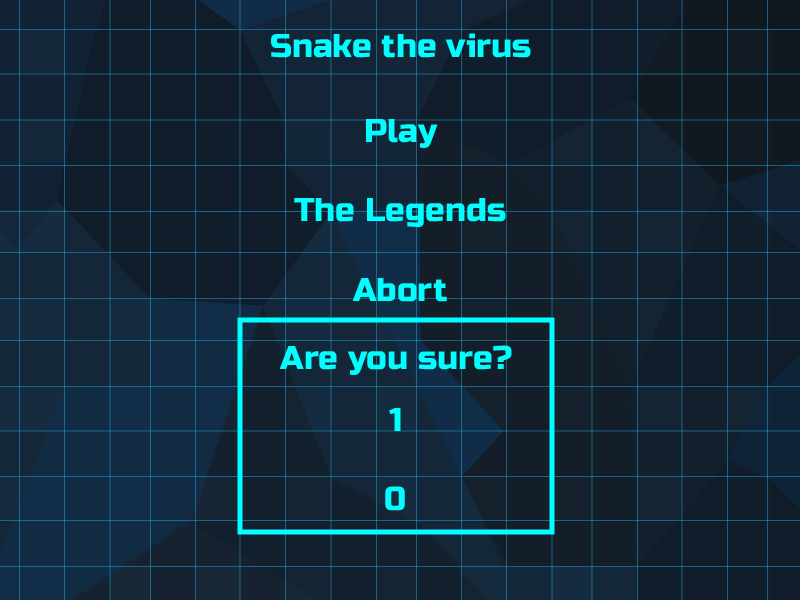 Snake the virus
Play
The Legends
Abort
Are you sure?
1
0